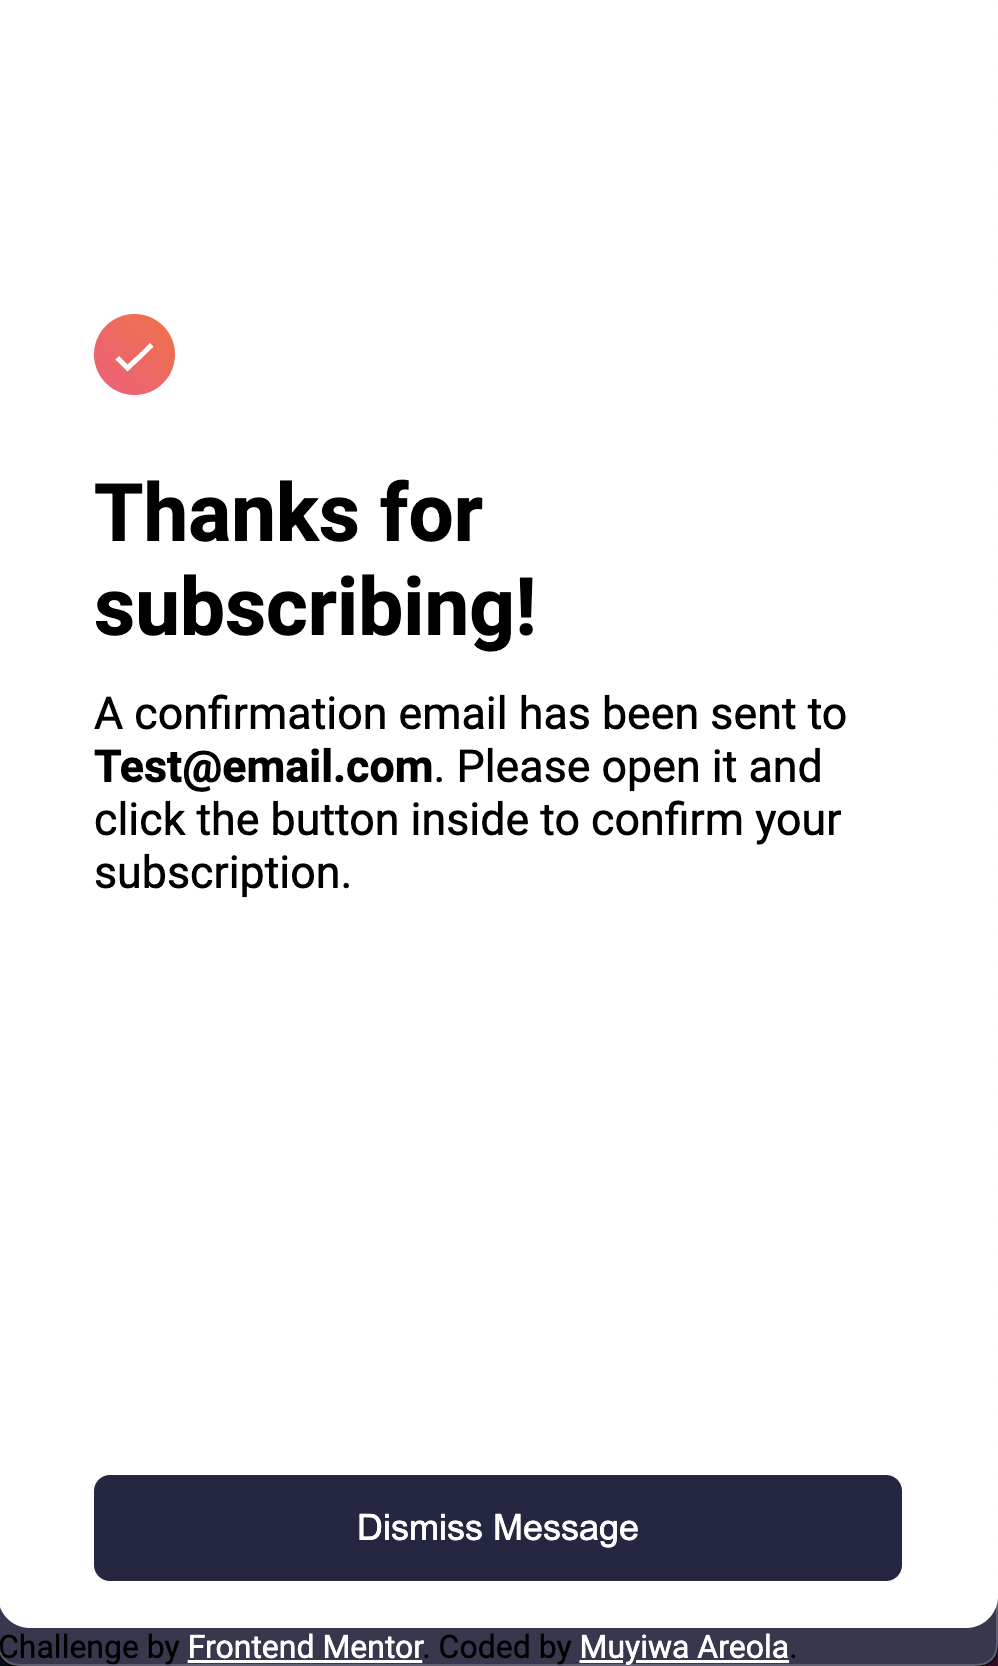 Thanks for
subscribing!
A confirmation email has been sent to
Test@email.com. Please open it and
click the button inside to confirm your
subscription.
Dismiss Message
Challenge by Frontend Mentor. Coded by Muyiwa Areola.